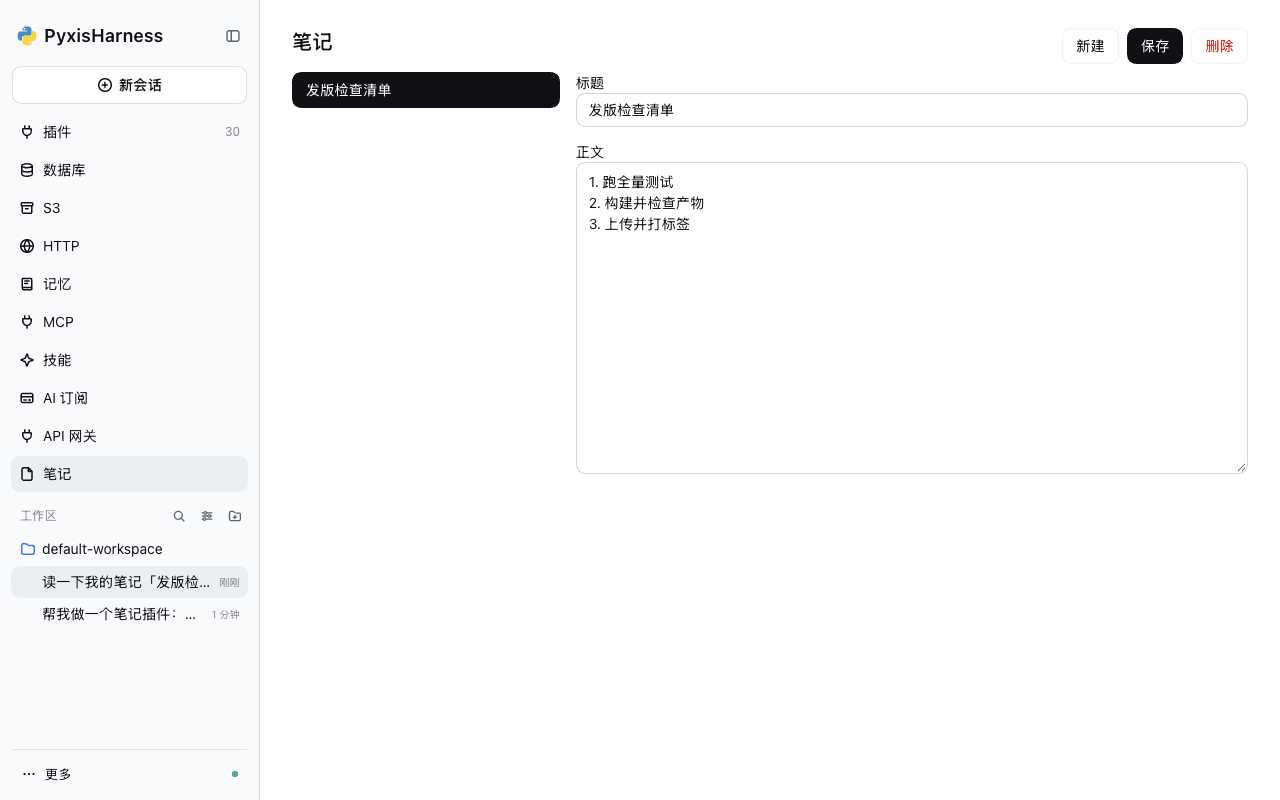 PyxisHarness
新会话
插件 30
数据库
S3
HTTP
记忆
MCP
技能
AI 订阅
API 网关
笔记
工作区
default-workspace
读一下我的笔记「发版检... 刚刚
帮我做一个笔记插件：... 1 分钟
更多
笔记
新建
保存
删除
发版检查清单
标题
发版检查清单
正文
1. 跑全量测试
2. 构建并检查产物
3. 上传并打标签